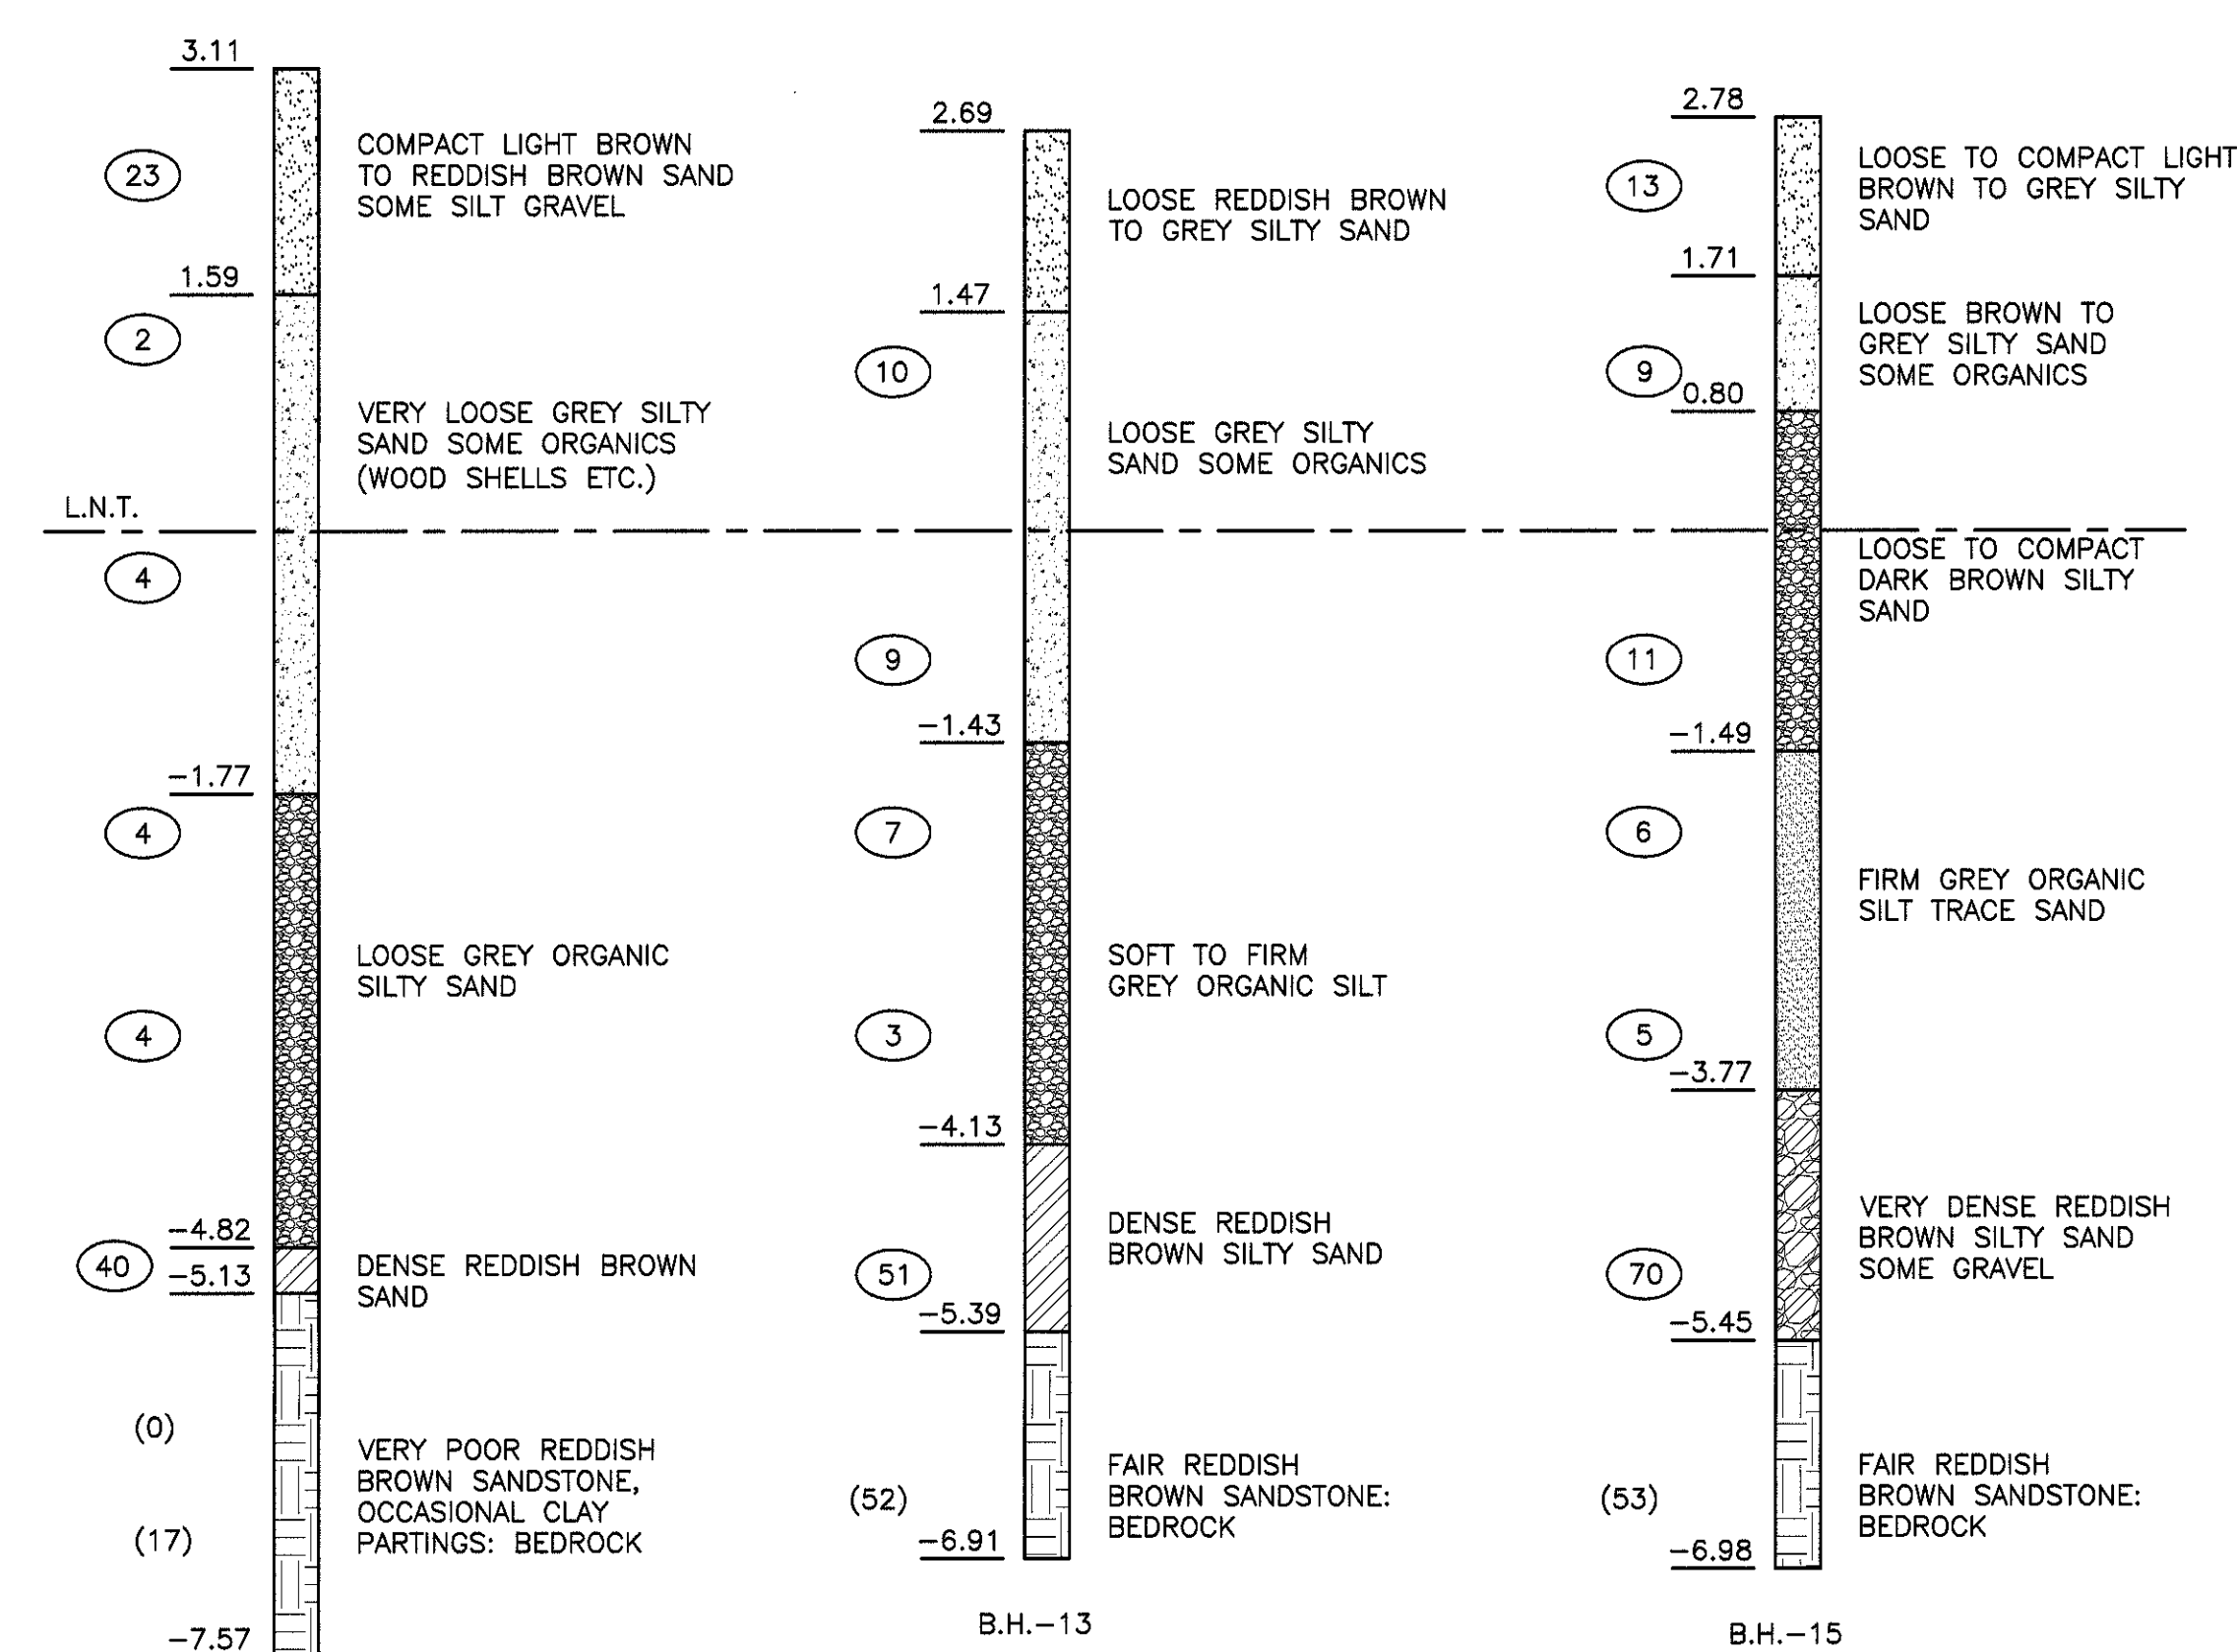 3.11
23
COMPACT LIGHT BROWN
TO REDDISH BROWN SAND
SOME SILT GRAVEL
1.59
2
VERY LOOSE GREY SILTY
SAND SOME ORGANICS
(WOOD SHELLS ETC.)
L.N.T.
4
−1.77
4
LOOSE GREY ORGANIC
SILTY SAND
4
−4.82
40
−5.13
DENSE REDDISH BROWN
SAND
(0)
VERY POOR REDDISH
BROWN SANDSTONE,
OCCASIONAL CLAY
PARTINGS: BEDROCK
(17)
−7.57
2.69
LOOSE REDDISH BROWN
TO GREY SILTY SAND
1.47
10
LOOSE GREY SILTY
SAND SOME ORGANICS
9
−1.43
7
SOFT TO FIRM
GREY ORGANIC SILT
3
−4.13
DENSE REDDISH
BROWN SILTY SAND
51
−5.39
FAIR REDDISH
BROWN SANDSTONE:
BEDROCK
(52)
−6.91
B.H.−13
2.78
13
LOOSE TO COMPACT LIGHT
BROWN TO GREY SILTY
SAND
1.71
LOOSE BROWN TO
GREY SILTY SAND
SOME ORGANICS
9
0.80
LOOSE TO COMPACT
DARK BROWN SILTY
SAND
11
−1.49
6
FIRM GREY ORGANIC
SILT TRACE SAND
5
−3.77
VERY DENSE REDDISH
BROWN SILTY SAND
SOME GRAVEL
70
−5.45
FAIR REDDISH
BROWN SANDSTONE:
BEDROCK
(53)
−6.98
B.H.−15